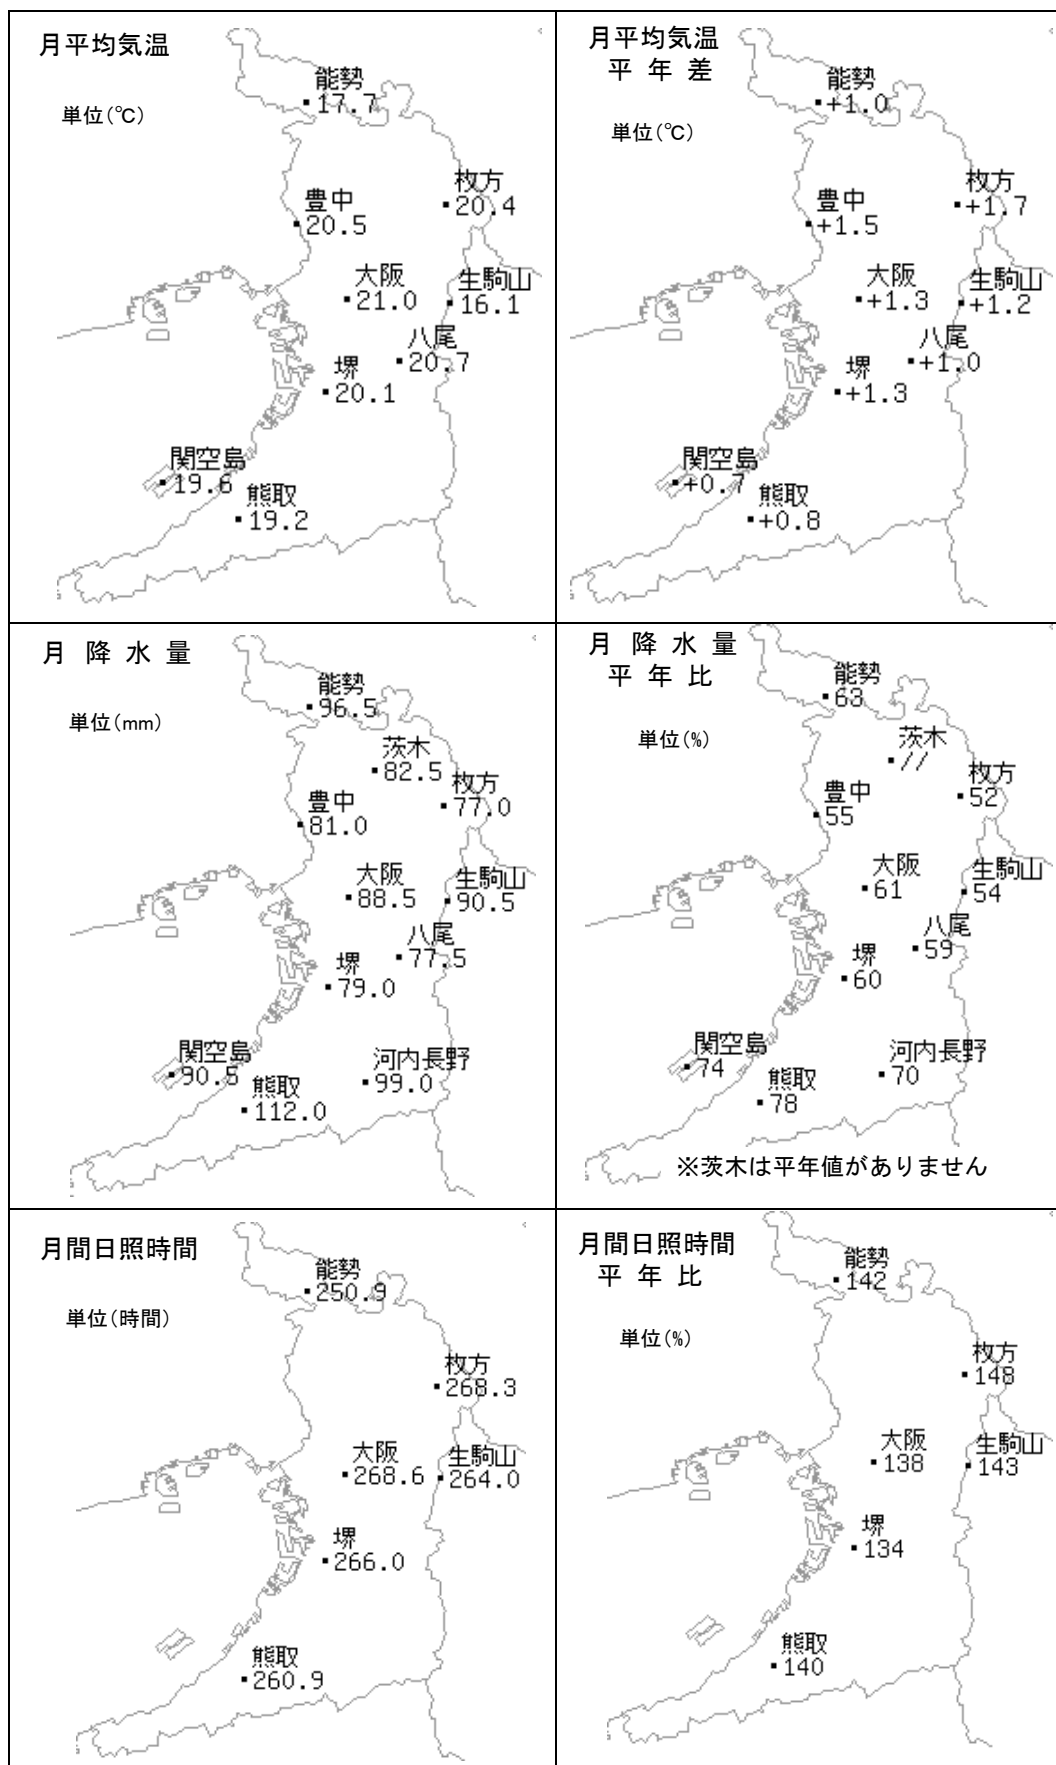 月平均気温
単位(℃)
能勢
17.7
枚方
20.4
豊中
20.5
大阪
21.0
生駒山
16.1
八尾
20.7
堺
20.1
関空島
19.6
熊取
19.2
月平均気温
平年差
単位(℃)
能勢
+1.0
枚方
+1.7
豊中
+1.5
大阪
+1.3
生駒山
+1.2
八尾
+1.0
堺
+1.3
関空島
+0.7
熊取
+0.8
月降水量
単位(mm)
能勢
96.5
茨木
82.5
枚方
77.0
豊中
81.0
大阪
88.5
生駒山
90.5
八尾
77.5
堺
79.0
関空島
90.5
河内長野
99.0
熊取
112.0
月降水量
平年比
単位(%)
能勢
63
茨木
//
枚方
52
豊中
55
大阪
61
生駒山
54
八尾
59
堺
60
関空島
74
河内長野
70
熊取
78
※茨木は平年値がありません
月間日照時間
単位(時間)
能勢
250.9
枚方
268.3
大阪
268.6
生駒山
264.0
堺
266.0
熊取
260.9
月間日照時間
平年比
単位(%)
能勢
142
枚方
148
大阪
138
生駒山
143
堺
134
熊取
140